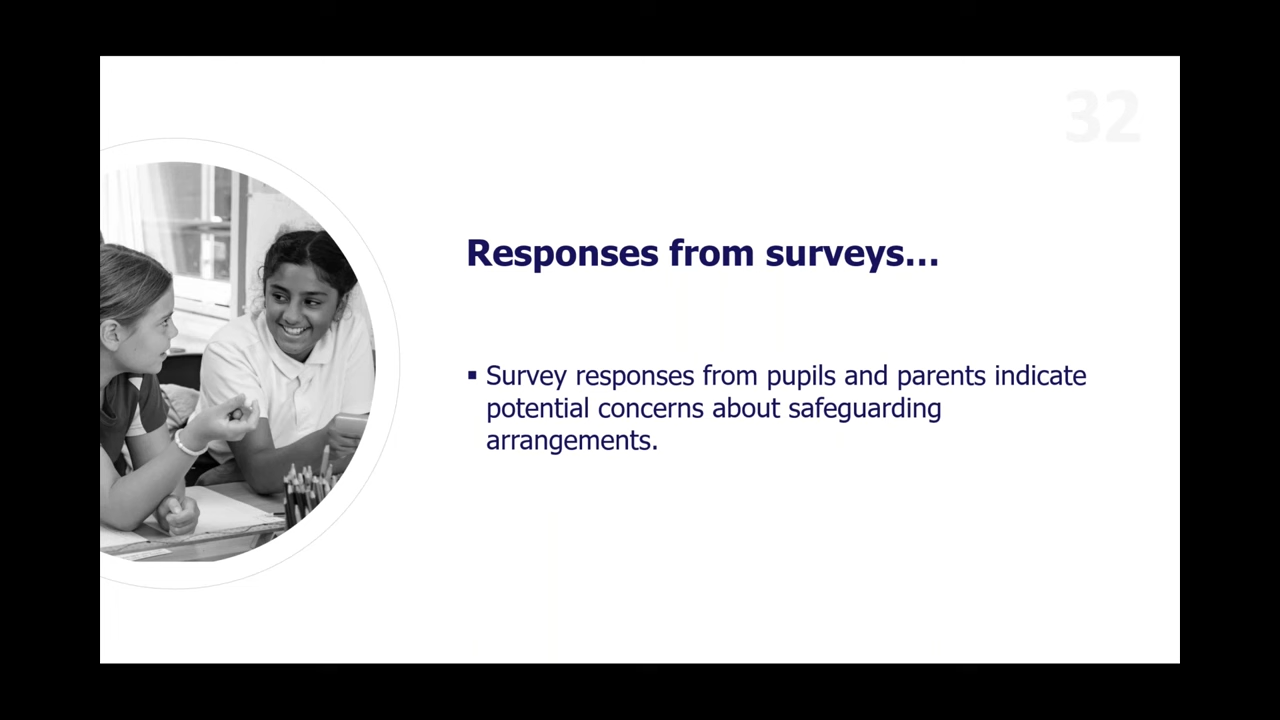 32
Responses from surveys...
▪ Survey responses from pupils and parents indicate
potential concerns about safeguarding
arrangements.